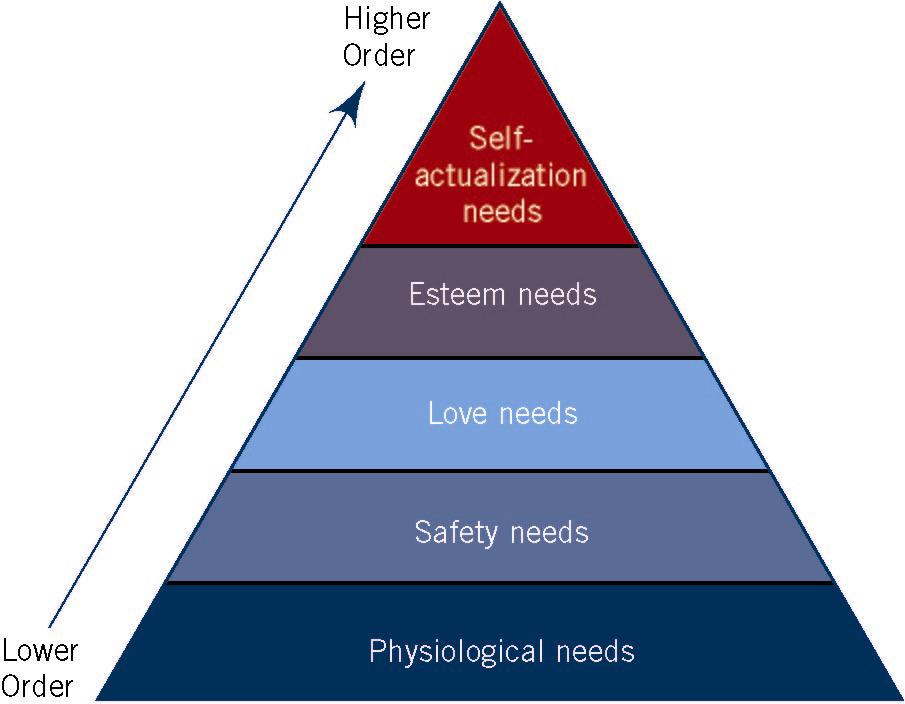 Higher
Order
Self-
actualization
needs
Esteem needs
Love needs
Safety needs
Physiological needs
Lower
Order